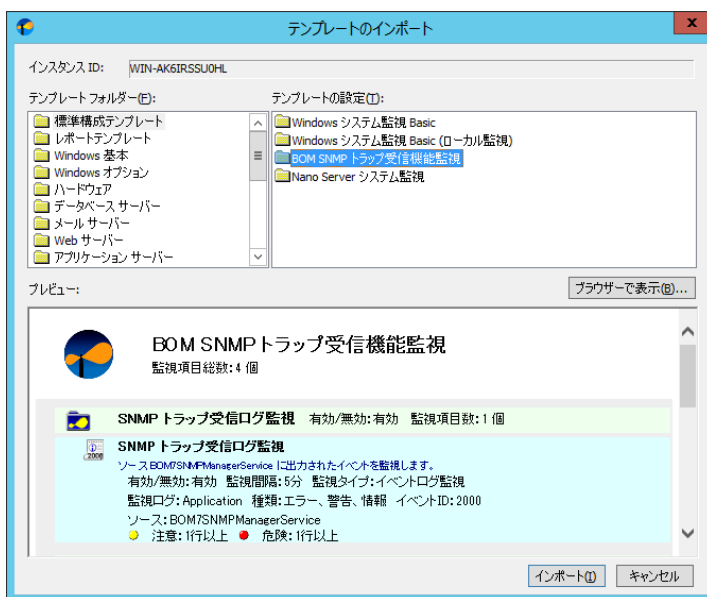 テンプレートのインポート
x
インスタンス ID: WIN-AK6IRSSU0HL
テンプレート フォルダー(F): テンプレートの設定(T):
標準構成テンプレート
レポートテンプレート
Windows 基本
Windows オプション
ハードウェア
データベース サーバー
メール サーバー
Web サーバー
アプリケーション サーバー
Windows システム監視 Basic
Windows システム監視 Basic (ローカル監視)
BOM SNMP トラップ受信機能監視
Nano Server システム監視
プレビュー:
ブラウザーで表示(B)...
BOM SNMPトラップ受信機能監視
監視項目総数:4 個
SNMP トラップ受信ログ監視 有効/無効:有効 監視項目数:1 個
2008
SNMP トラップ受信ログ監視
ソース BOM7SNMPManagerService に出力されたイベントを監視します。
有効/無効:有効 監視間隔:5分 監視タイプ:イベントログ監視
監視ログ:Application 種類:エラー、警告、情報 イベントID:2000
ソース:BOM7SNMPManagerService
注意:1行以上 危険:1行以上
インポート(I) キャンセル